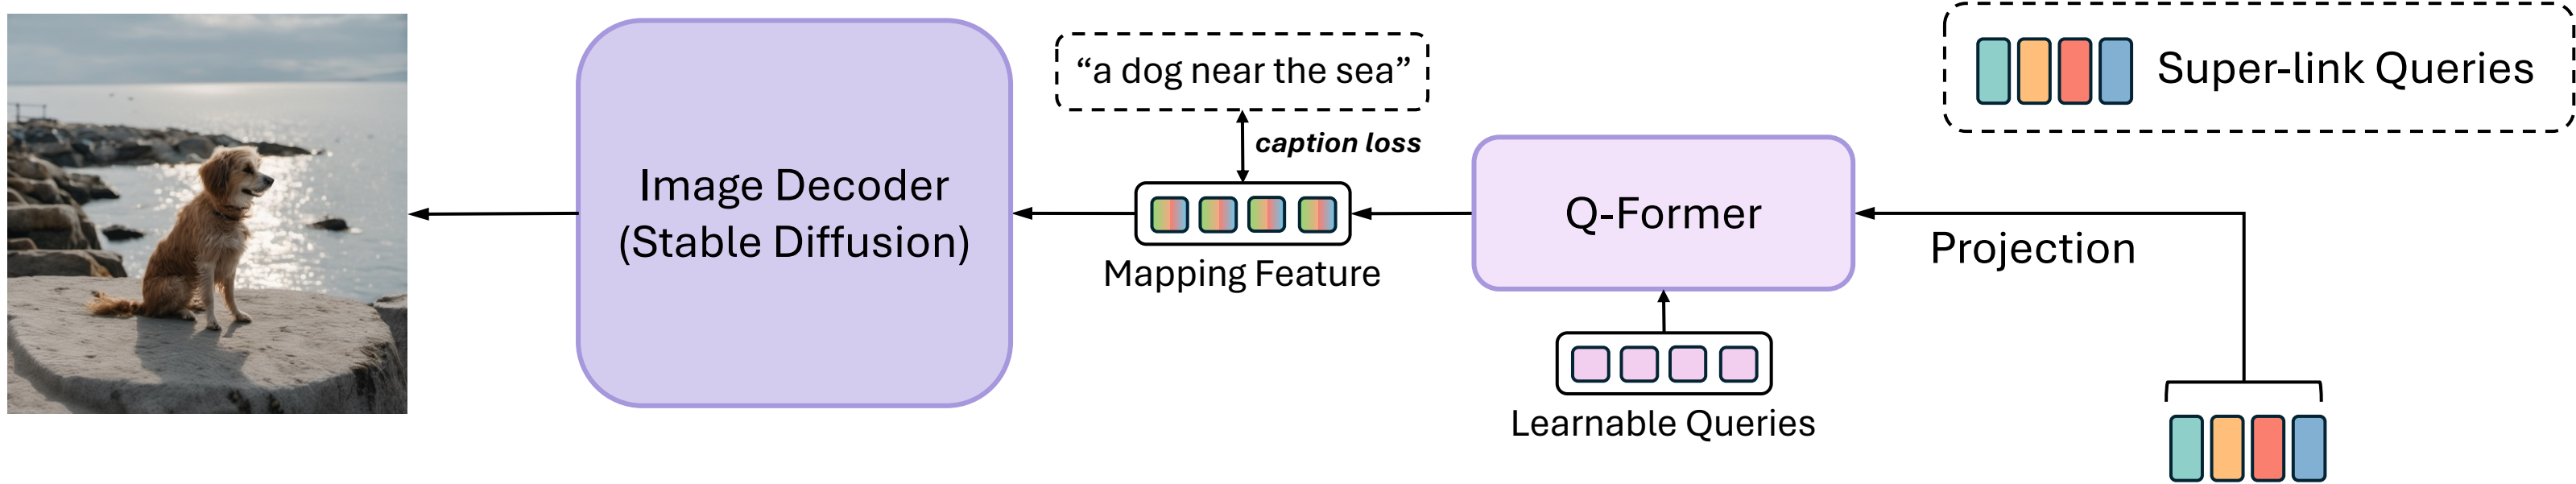 Image Decoder
(Stable Diffusion)
“a dog near the sea”
caption loss
Mapping Feature
Q-Former
Learnable Queries
Projection
Super-link Queries